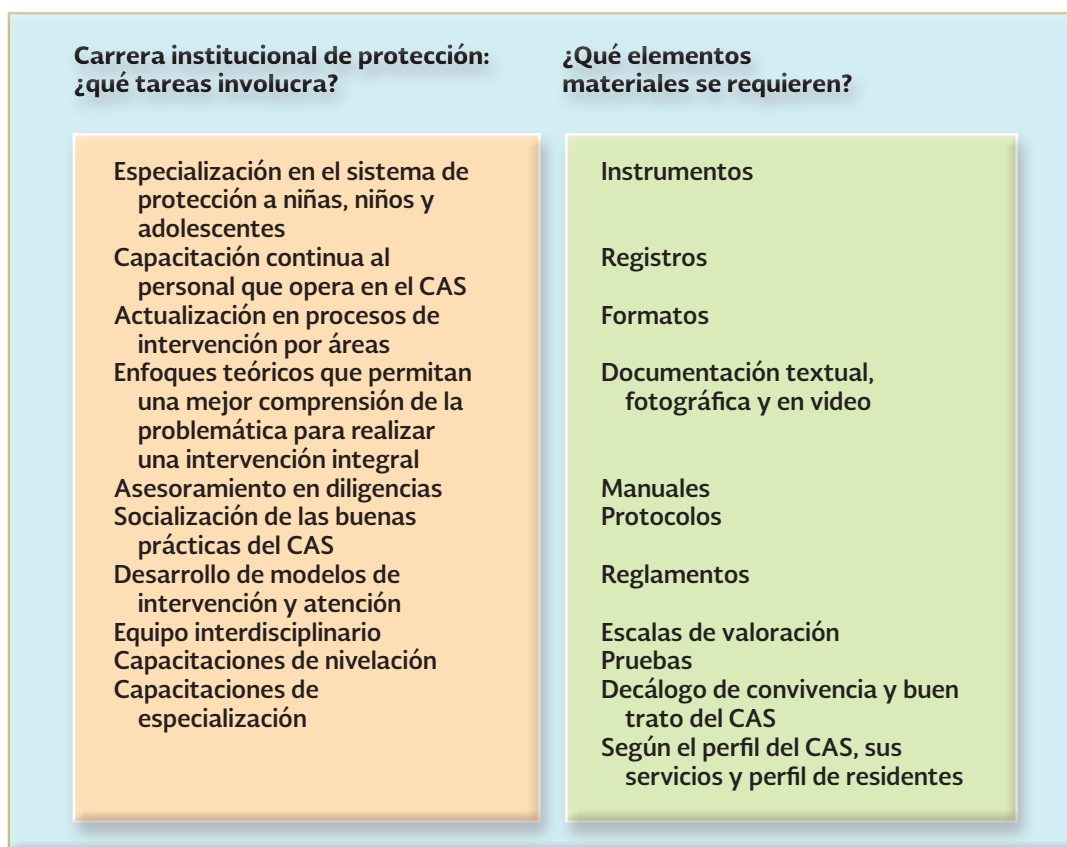 Carrera institucional de protección:
¿qué tareas involucra?
¿Qué elementos
materiales se requieren?
Especialización en el sistema de
protección a niñas, niños y
adolescentes
Capacitación continua al
personal que opera en el CAS
Actualización en procesos de
intervención por áreas
Enfoques teóricos que permitan
una mejor comprensión de la
problemática para realizar
una intervención integral
Asesoramiento en diligencias
Socialización de las buenas
prácticas del CAS
Desarrollo de modelos de
intervención y atención
Equipo interdisciplinario
Capacitaciones de nivelación
Capacitaciones de
especialización
Instrumentos
Registros
Formatos
Documentación textual,
fotográfica y en video
Manuales
Protocolos
Reglamentos
Escalas de valoración
Pruebas
Decálogo de convivencia y buen
trato del CAS
Según el perfil del CAS, sus
servicios y perfil de residentes